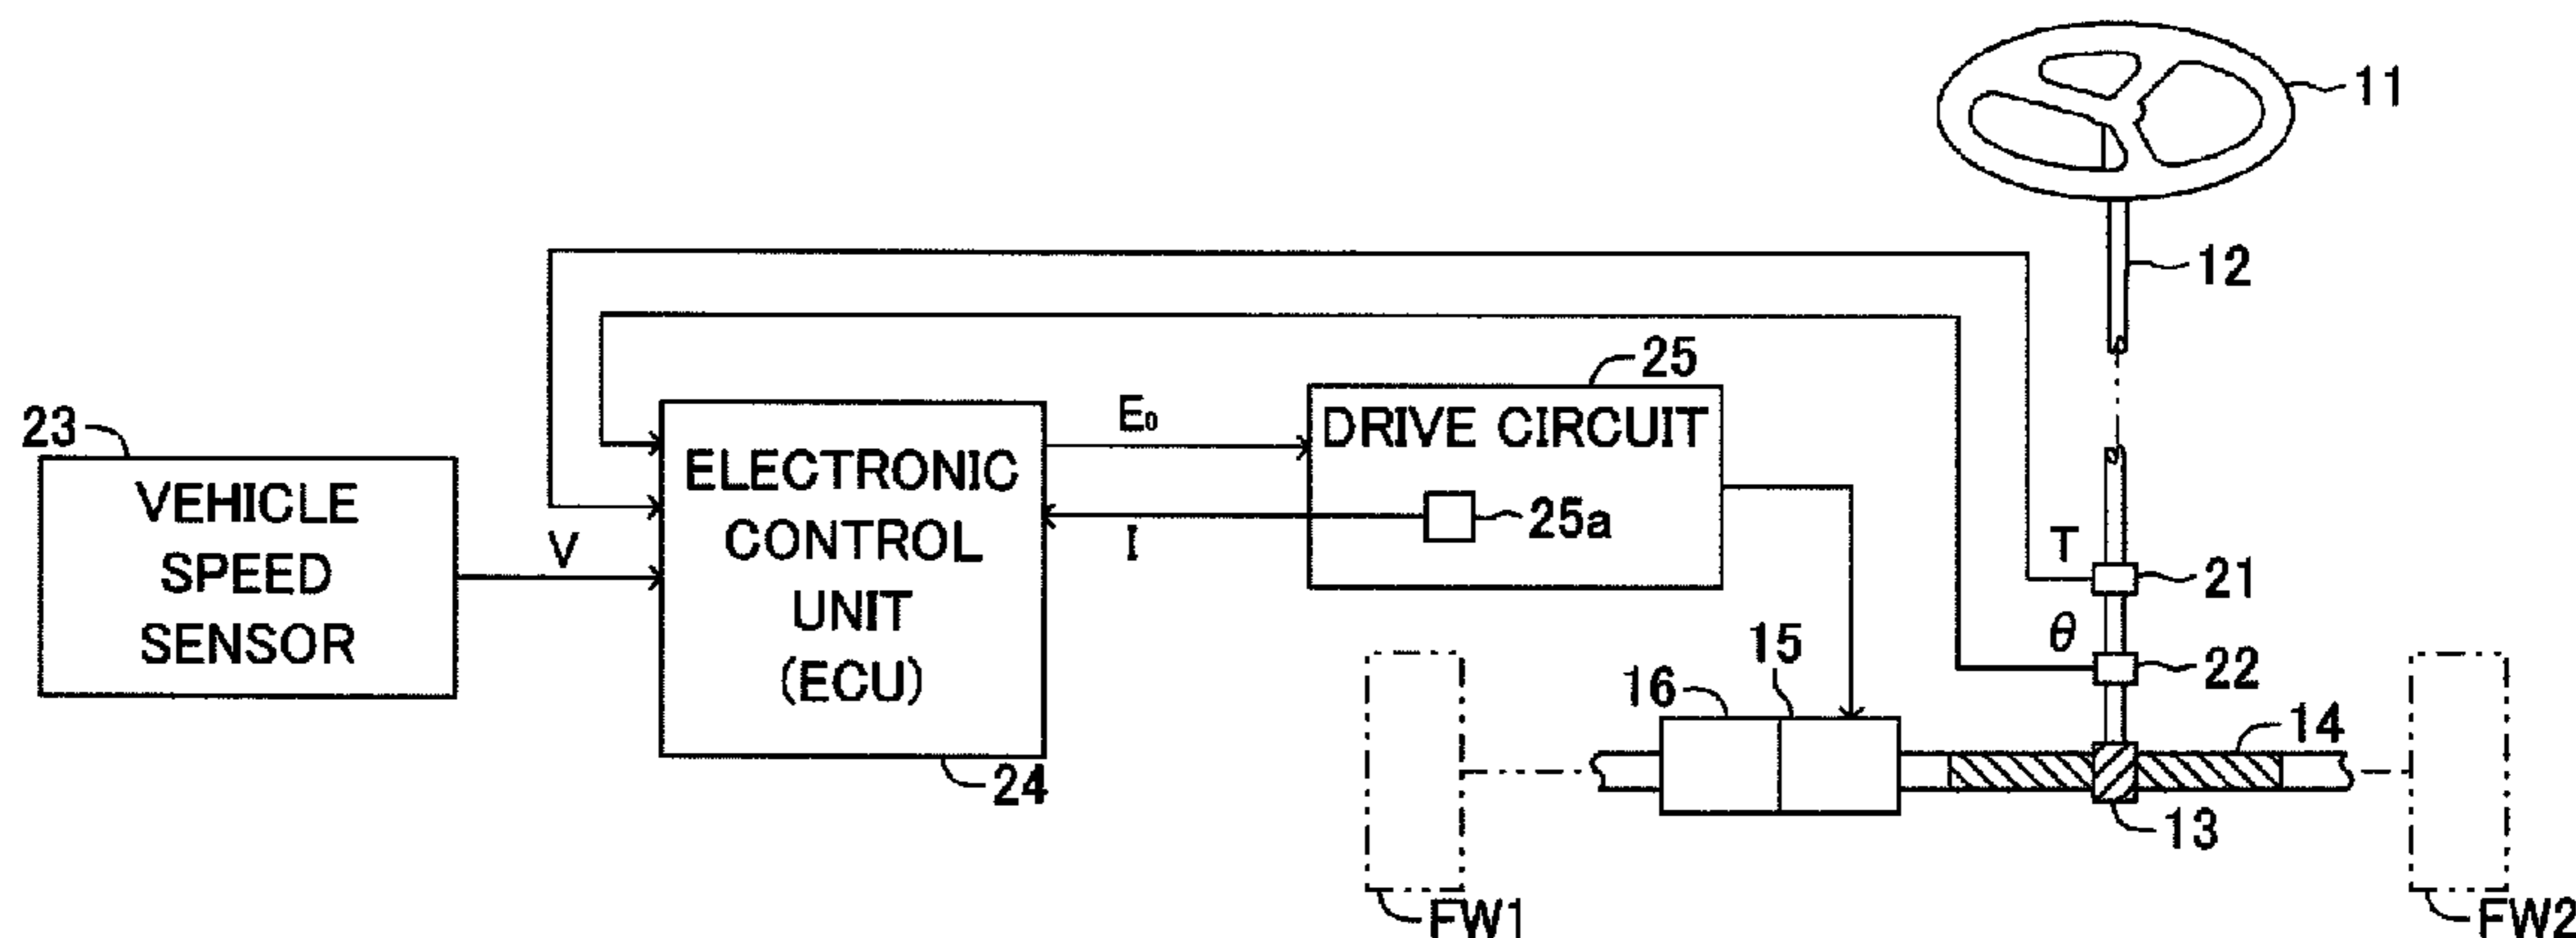 11
12
25
23
E₀
DRIVE CIRCUIT
VEHICLE
SPEED
SENSOR
V
ELECTRONIC
CONTROL
UNIT
(ECU)
I
25a
T
21
θ
22
15
16
14
24
13
FW1
FW2